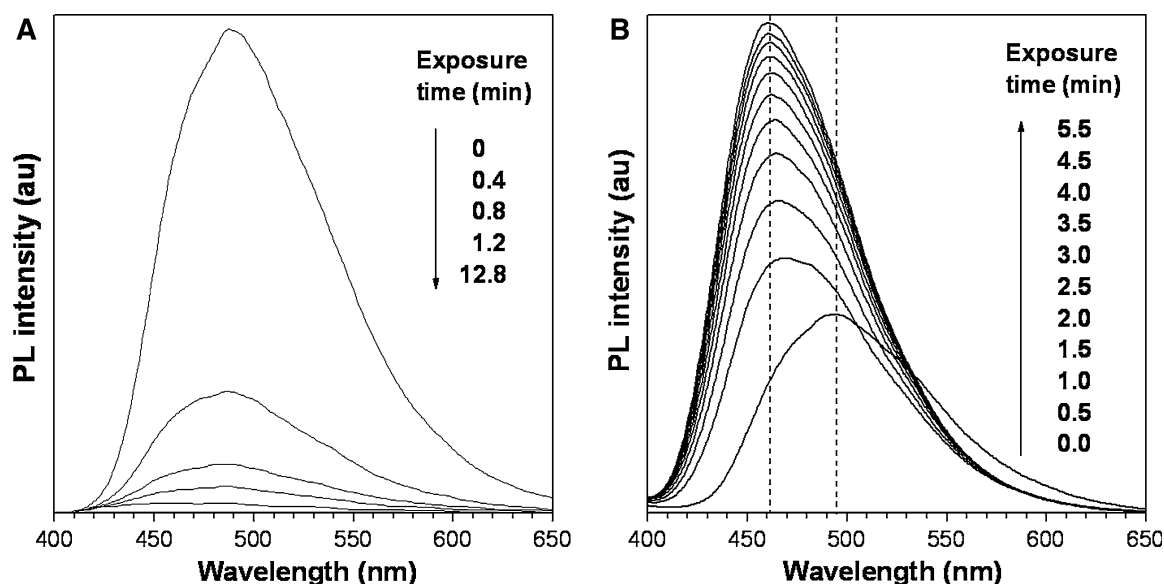 A
Exposure
time (min)
0
0.4
0.8
1.2
12.8
PL intensity (au)
400 450 500 550 600 650
Wavelength (nm)
B
Exposure
time (min)
5.5
4.5
4.0
3.5
3.0
2.5
2.0
1.5
1.0
0.5
0.0
PL intensity (au)
400 450 500 550 600 650
Wavelength (nm)